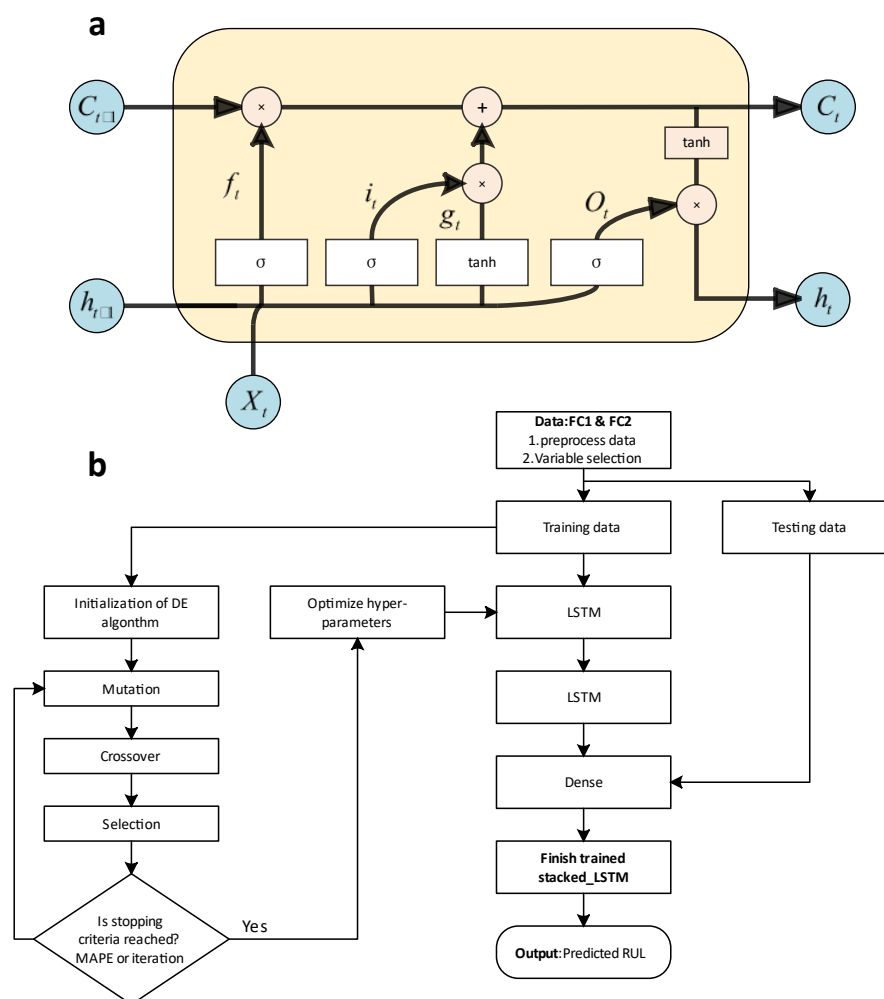 a
C t□1
×
+
C t
tanh
f t
i t
×
g t
O t
×
σ
σ
tanh
σ
h t□1
h t
X t
b
Data:FC1 & FC2
1.preprocess data
2.Variable selection
Training data
Testing data
Initialization of DE
algonthm
Optimize hyper-
parameters
LSTM
Mutation
LSTM
Crossover
Dense
Selection
Finish trained
stacked_LSTM
Is stopping
criteria reached?
MAPE or iteration
Yes
Output:Predicted RUL